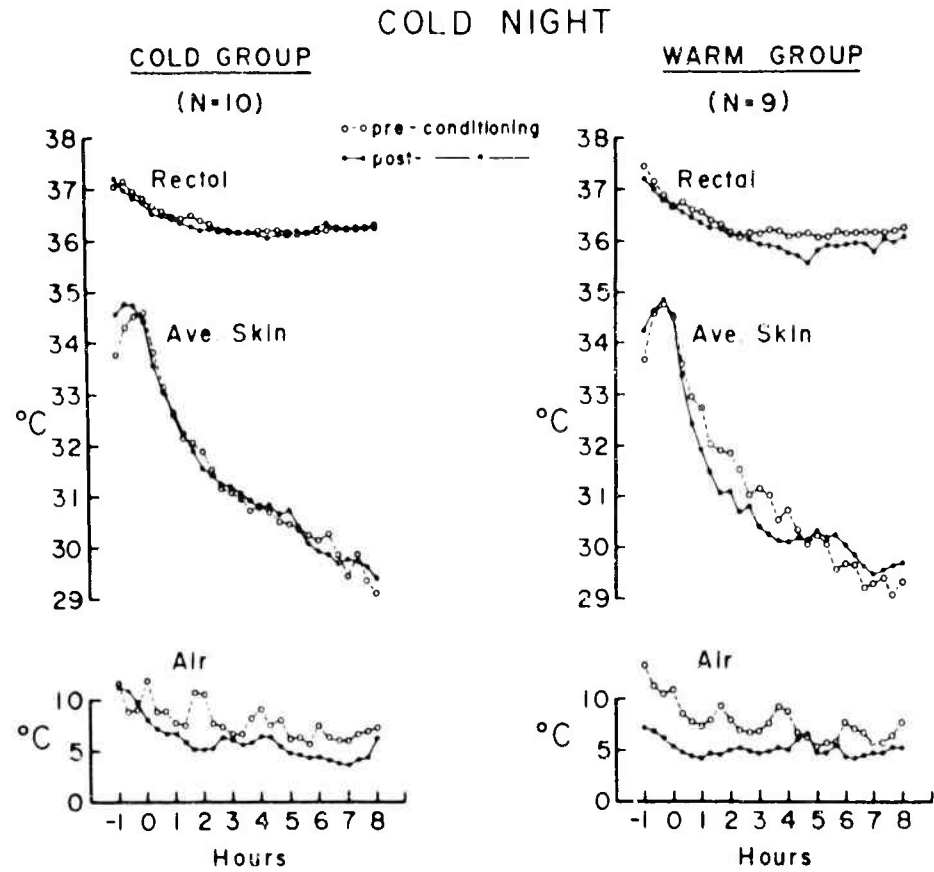 COLD NIGHT
COLD GROUP
(N=10)
WARM GROUP
(N=9)
o--o pre-conditioning
•—• post- — • —
38
37
36
35
34
33
32
31
30
29
°C
Rectol
Ave. Skin
10
5
0
°C
Air
-1 0 1 2 3 4 5 6 7 8
Hours
38
37
36
35
34
33
32
31
30
29
°C
Rectal
Ave. Skin
10
5
0
°C
Air
-1 0 1 2 3 4 5 6 7 8
Hours